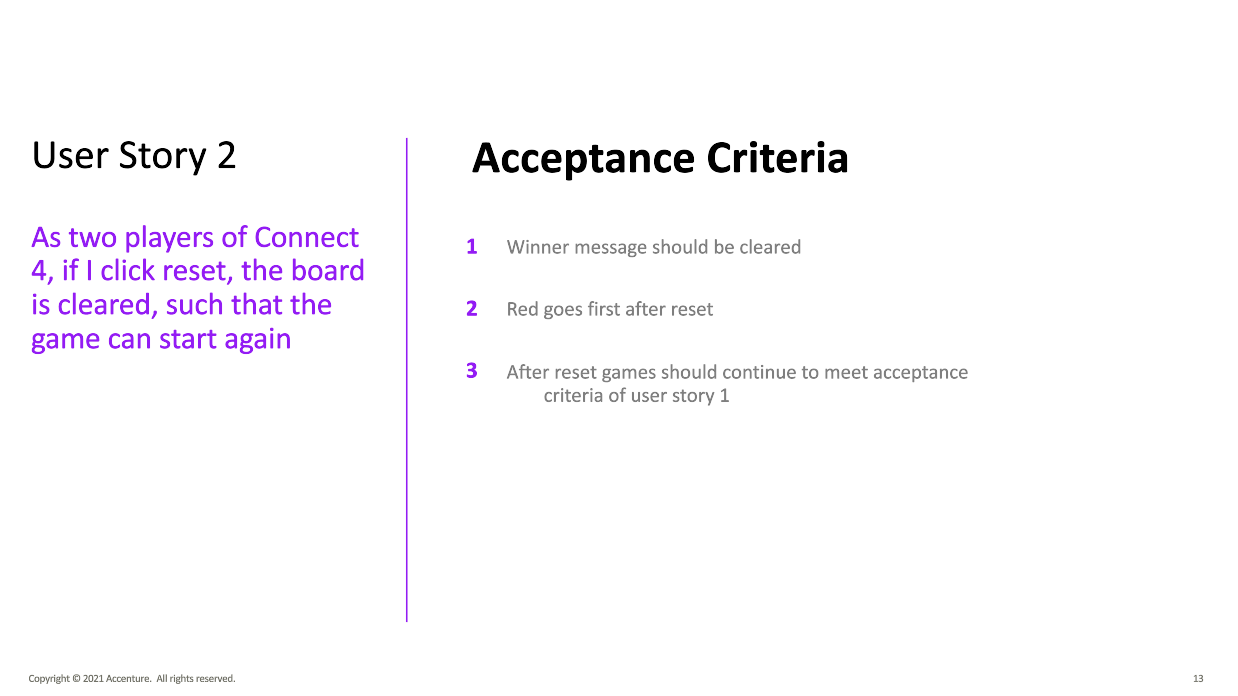 User Story 2
As two players of Connect
4, if I click reset, the board
is cleared, such that the
game can start again
Acceptance Criteria
1 Winner message should be cleared
2 Red goes first after reset
3 After reset games should continue to meet acceptance
criteria of user story 1
Copyright © 2021 Accenture. All rights reserved.
13